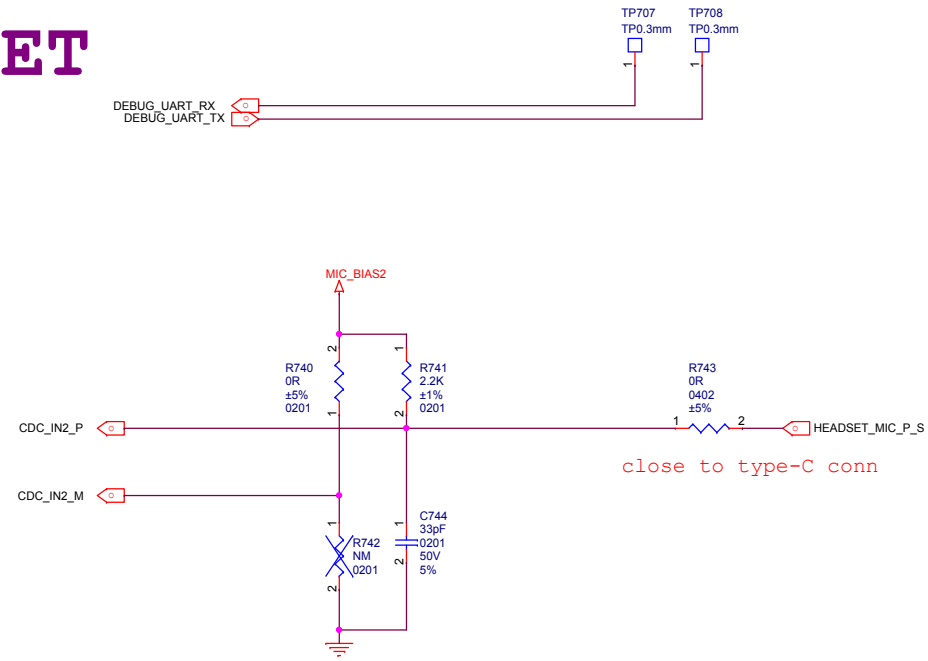 ET
TP707
TP0.3mm
TP708
TP0.3mm
1
1
DEBUG_UART_RX
DEBUG_UART_TX
MIC_BIAS2
2
1
R740
0R
±5%
0201
1
2
R741
2.2K
±1%
0201
R743
0R
0402
±5%
1
2
CDC_IN2_P
HEADSET_MIC_P_S
close to type-C conn
CDC_IN2_M
1
R742
NM
0201
2
1
C744
33pF
0201
50V
5%
2